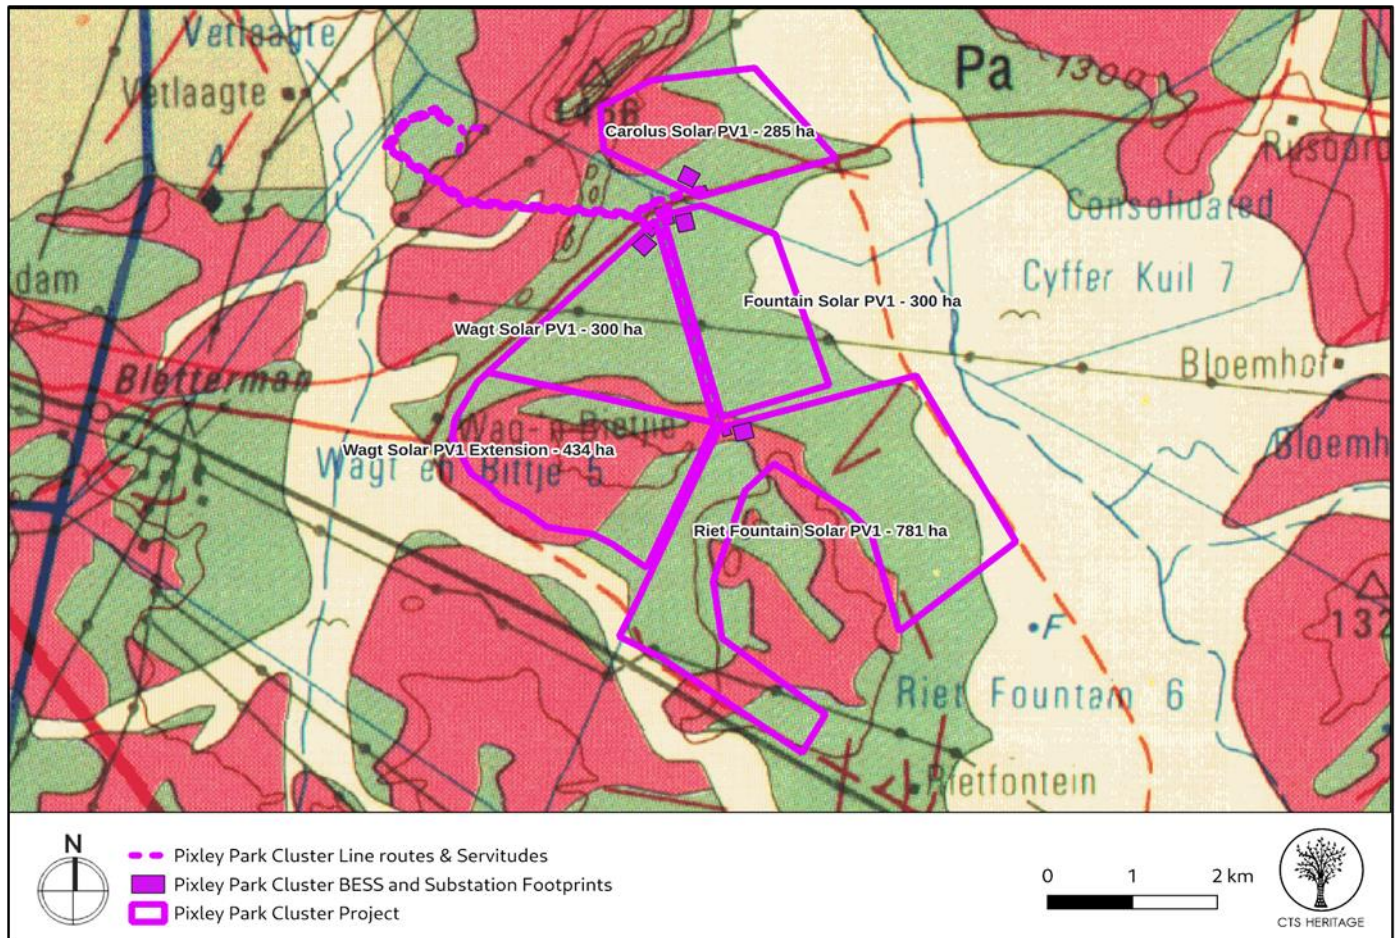 Vetlaagte
Vetlaagte
Pa
1300
4
1456
Carolus Solar PV1 - 285 ha
Consolidated
Cyffer Kuil 7
dam
Fountain Solar PV1 - 300 ha
Wagt Solar PV1 - 300 ha
Bloemhof
Bletterman
Wag-'n-Bietjie
Bloemh
Wagt Solar PV1 Extension - 434 ha
Wagt en Bittje 5
Riet Fountain Solar PV1 - 781 ha
F
132
Riet Fountain 6
Rietfontein
N
Pixley Park Cluster Line routes & Servitudes
Pixley Park Cluster BESS and Substation Footprints
Pixley Park Cluster Project
0 1 2 km
CTS HERITAGE